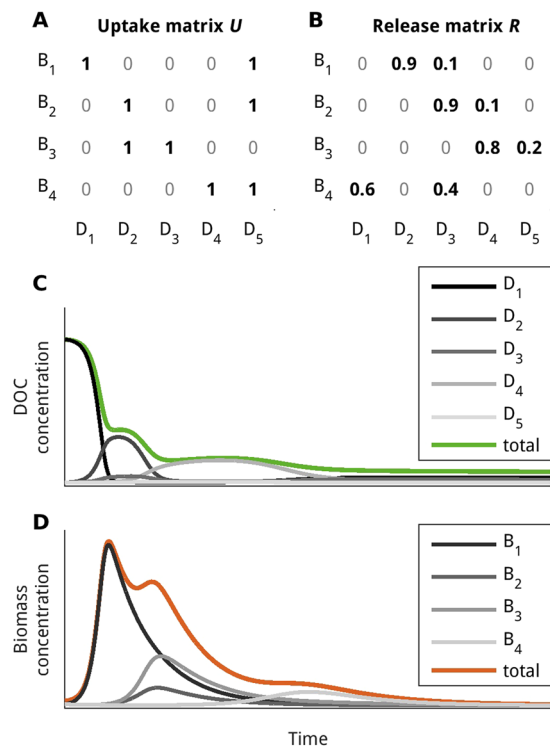 A Uptake matrix U
B1 1 0 0 0 1
B2 0 1 0 0 1
B3 0 1 1 0 0
B4 0 0 0 1 1
D1 D2 D3 D4 D5
B Release matrix R
B1 0 0.9 0.1 0 0
B2 0 0 0.9 0.1 0
B3 0 0 0 0.8 0.2
B4 0.6 0 0.4 0 0
D1 D2 D3 D4 D5
C
DOC
concentration
D1
D2
D3
D4
D5
total
D
Biomass
concentration
B1
B2
B3
B4
total
Time